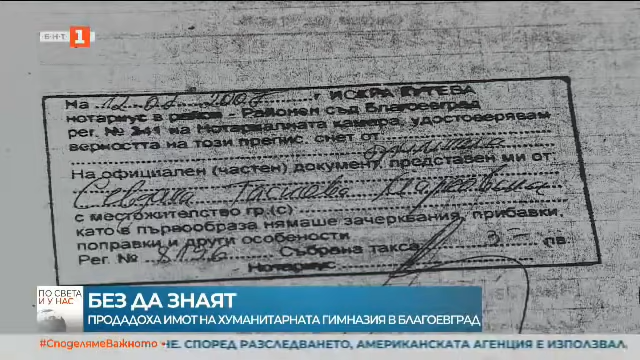 БНТ 1
На 12.02.2007 г ИСКРА КУТЕВА
нотариус в район - Районен съд Благоевград
рег. № 341 на Нотариалната камара, удостоверявам
верността на този препис, снет от
На официален (частен) документ, представен ми от:
с местожителство гр.(с)
като в първообраза нямаше зачерквания, прибавки,
поправки и други особености
Рег. № Събрана такса лв.
Нотариус
ПО СВЕТА
И У НАС
БЕЗ ДА ЗНАЯТ
ПРОДАДОХА ИМОТ НА ХУМАНИТАРНАТА ГИМНАЗИЯ В БЛАГОЕВГРАД
#СподелямеВажното НЕ. СПОРЕД РАЗСЛЕДВАНЕТО, АМЕРИКАНСКАТА АГЕНЦИЯ Е ИЗПОЛЗВАЛ